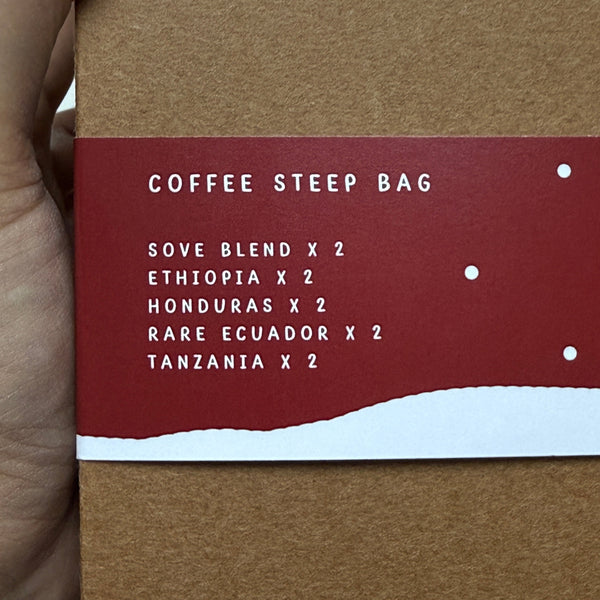 COFFEE STEEP BAG
SOVE BLEND X 2
ETHIOPIA X 2
HONDURAS X 2
RARE ECUADOR X 2
TANZANIA X 2